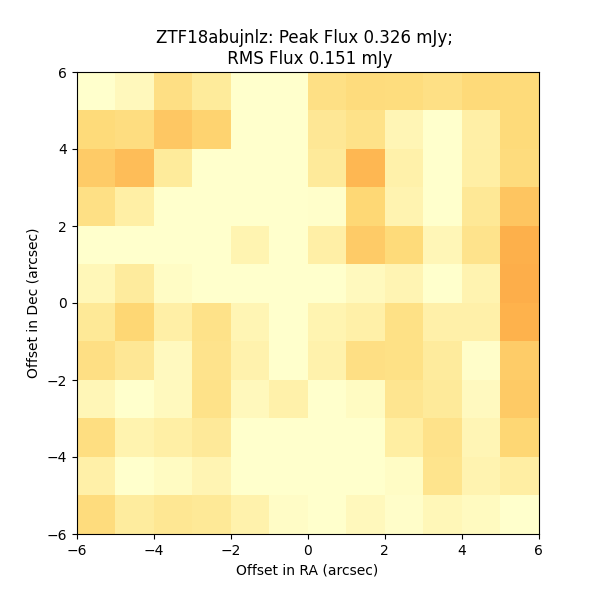 ZTF18abujnlz: Peak Flux 0.326 mJy;
RMS Flux 0.151 mJy
6
4
2
0
−2
−4
−6
Offset in Dec (arcsec)
−6 −4 −2 0 2 4 6
Offset in RA (arcsec)